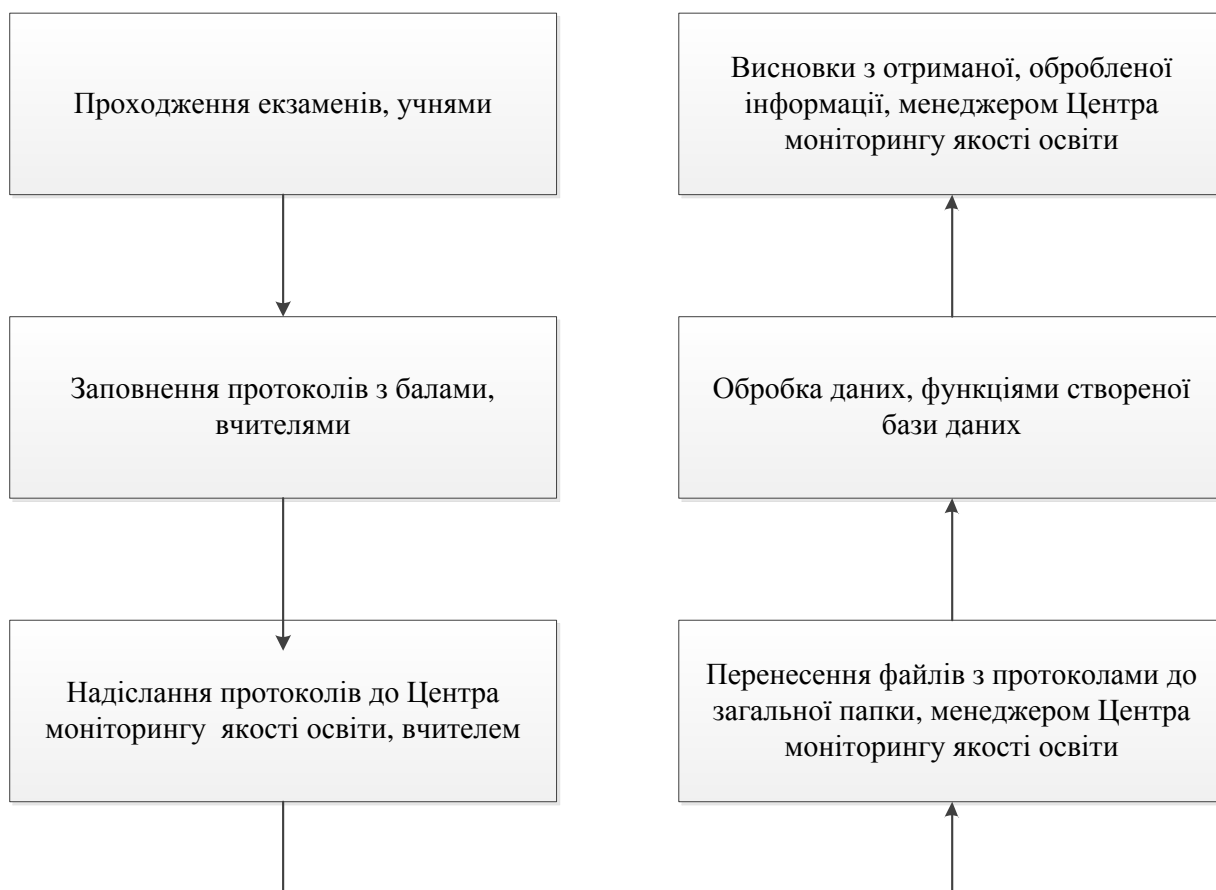 Проходження екзаменів, учнями
Заповнення протоколів з балами,
вчителями
Надіслання протоколів до Центра
моніторингу  якості освіти, вчителем
Перенесення файлів з протоколами до
загальної папки, менеджером Центра
моніторингу якості освіти
Обробка даних, функціями створеної
бази даних
Висновки з отриманої, обробленої
інформації, менеджером Центра
моніторингу якості освіти